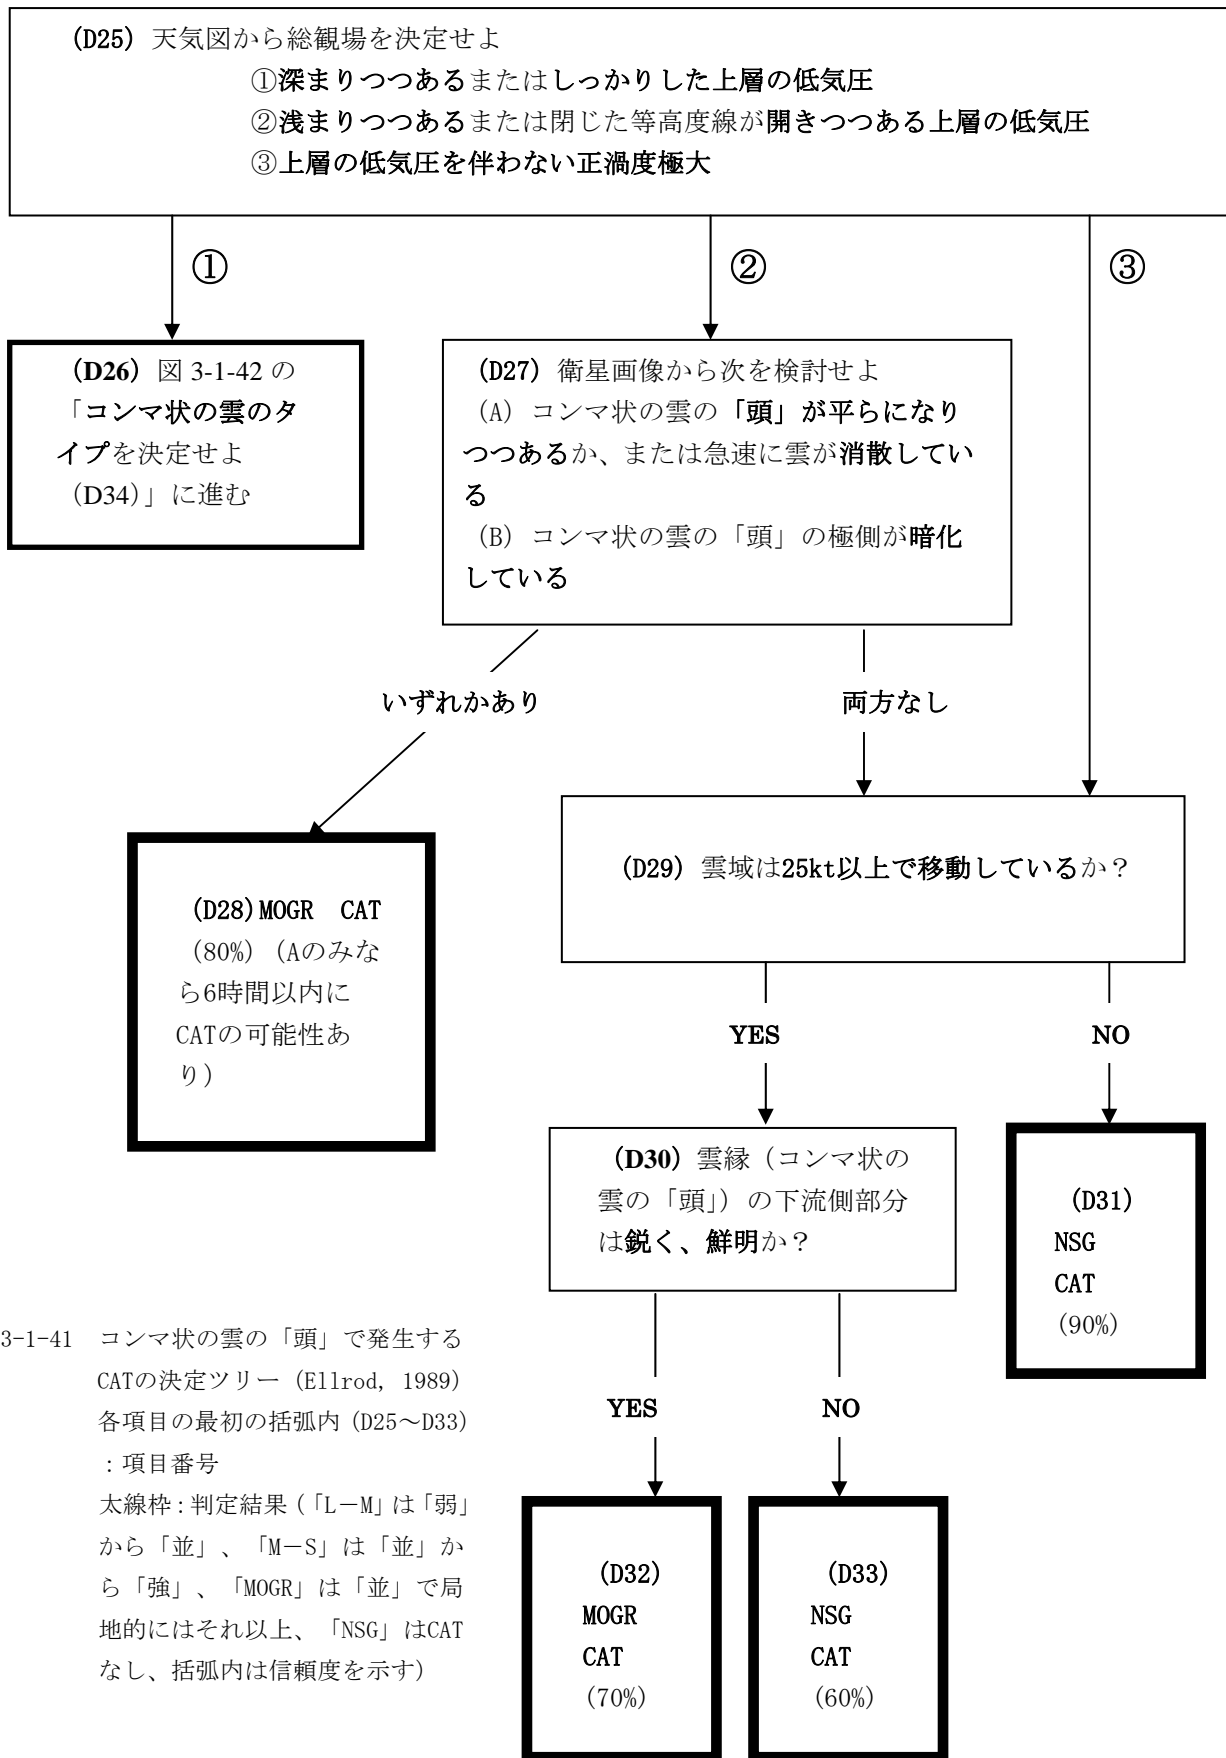 (D25) 天気図から総観場を決定せよ
①深まりつつあるまたはしっかりした上層の低気圧
②浅まりつつあるまたは閉じた等高度線が開きつつある上層の低気圧
③上層の低気圧を伴わない正渦度極大
①
②
③
(D26) 図 3-1-42 の
「コンマ状の雲のタ
イプを決定せよ
(D34)」に進む
(D27) 衛星画像から次を検討せよ
(A) コンマ状の雲の「頭」が平らになり
つつあるか、または急速に雲が消散してい
る
(B) コンマ状の雲の「頭」の極側が暗化
している
いずれかあり
両方なし
(D28)MOGR CAT
(80%) (Aのみな
ら6時間以内に
CATの可能性あ
り)
(D29) 雲域は25kt以上で移動しているか？
YES
NO
(D30) 雲縁(コンマ状の
雲の「頭」)の下流側部分
は鋭く、鮮明か？
(D31)
NSG
CAT
(90%)
YES
NO
(D32)
MOGR
CAT
(70%)
(D33)
NSG
CAT
(60%)
3-1-41 コンマ状の雲の「頭」で発生する
CATの決定ツリー (Ellrod, 1989)
各項目の最初の括弧内 (D25～D33)
：項目番号
太線枠：判定結果(「L－M」は「弱」
から「並」、「M－S」は「並」か
ら「強」、「MOGR」は「並」で局
地的にはそれ以上、「NSG」はCAT
なし、括弧内は信頼度を示す)